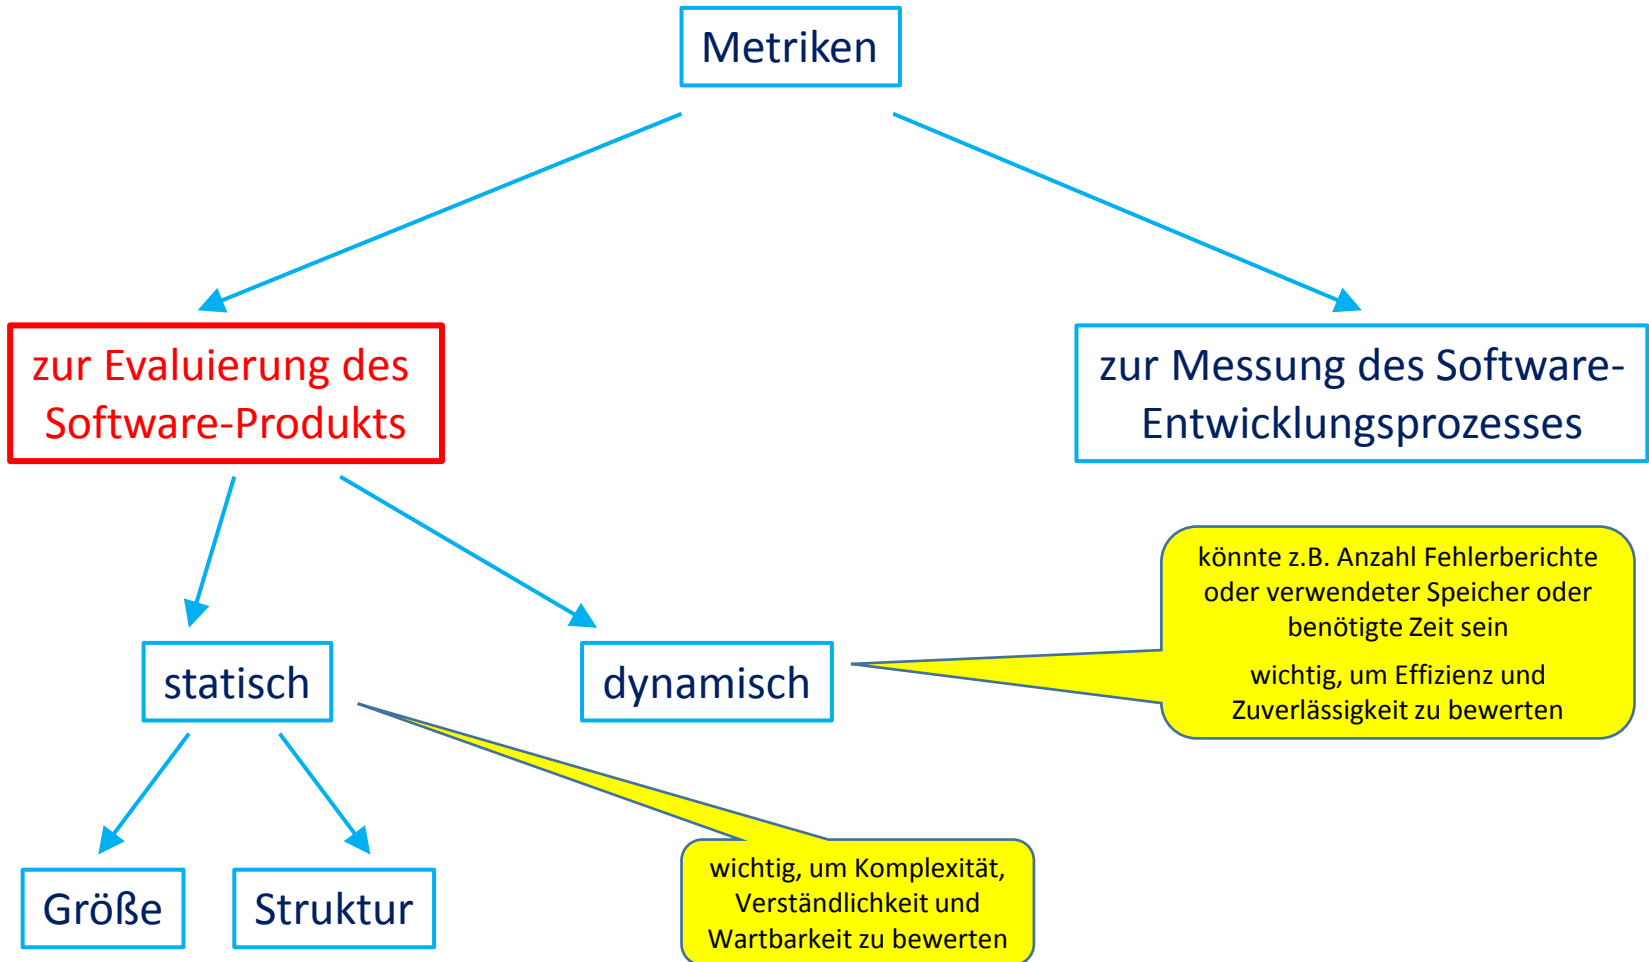 Metriken
zur Evaluierung des
Software-Produkts
zur Messung des Software-
Entwicklungsprozesses
könnte z.B. Anzahl Fehlerberichte
oder verwendeter Speicher oder
benötigte Zeit sein
wichtig, um Effizienz und
Zuverlässigkeit zu bewerten
statisch
dynamisch
wichtig, um Komplexität,
Verständlichkeit und
Wartbarkeit zu bewerten
Größe
Struktur